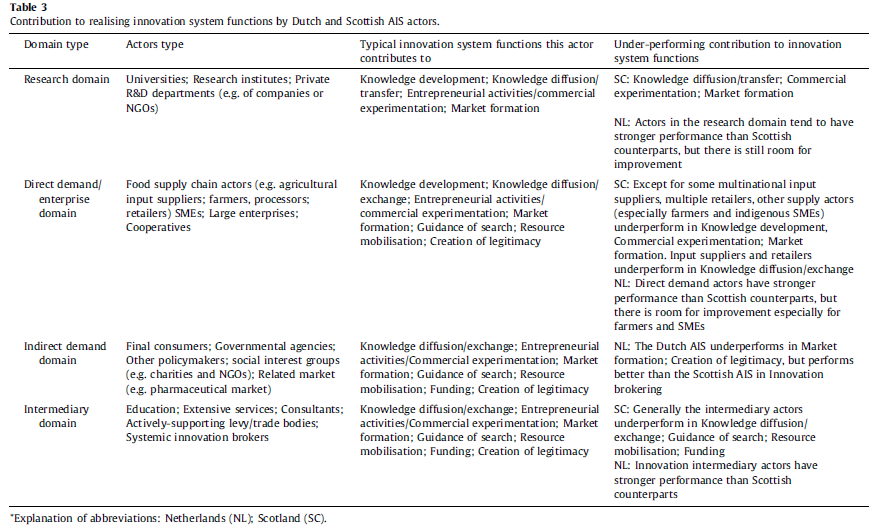 Table 3
Contribution to realising innovation system functions by Dutch and Scottish AIS actors.
Domain type
Actors type
Typical innovation system functions this actor
contributes to
Under-performing contribution to innovation
system functions
Research domain
Universities; Research institutes; Private
R&D departments (e.g. of companies or
NGOs)
Knowledge development; Knowledge diffusion/
transfer; Entrepreneurial activities/commercial
experimentation; Market formation
SC: Knowledge diffusion/transfer; Commercial
experimentation; Market formation
NL: Actors in the research domain tend to have
stronger performance than Scottish
counterparts, but there is still room for
improvement
Direct demand/
enterprise
domain
Food supply chain actors (e.g. agricultural
input suppliers; farmers, processors;
retailers) SMEs; Large enterprises;
Cooperatives
Knowledge development; Knowledge diffusion/
exchange; Entrepreneurial activities/
commercial experimentation; Market
formation; Guidance of search; Resource
mobilisation; Creation of legitimacy
SC: Except for some multinational input
suppliers, multiple retailers, other supply actors
(especially farmers and indigenous SMEs)
underperform in Knowledge development,
Commercial experimentation; Market
formation. Input suppliers and retailers
underperform in Knowledge diffusion/exchange
NL: Direct demand actors have stronger
performance than Scottish counterparts, but
there is room for improvement especially for
farmers and SMEs
Indirect demand
domain
Final consumers; Governmental agencies;
Other policymakers; social interest groups
(e.g. charities and NGOs); Related market
(e.g. pharmaceutical market)
Knowledge diffusion/exchange; Entrepreneurial
activities/Commercial experimentation; Market
formation; Guidance of search; Resource
mobilisation; Funding; Creation of legitimacy
NL: The Dutch AIS underperforms in Market
formation; Creation of legitimacy, but performs
better than the Scottish AIS in Innovation
brokering
Intermediary
domain
Education; Extensive services; Consultants;
Actively-supporting levy/trade bodies;
Systemic innovation brokers
Knowledge diffusion/exchange; Entrepreneurial
activities/Commercial experimentation; Market
formation; Guidance of search; Resource
mobilisation; Funding; Creation of legitimacy
SC: Generally the intermediary actors
underperform in Knowledge diffusion/
exchange; Guidance of search; Resource
mobilisation; Funding
NL: Innovation intermediary actors have
stronger performance than Scottish
counterparts
*Explanation of abbreviations: Netherlands (NL); Scotland (SC).